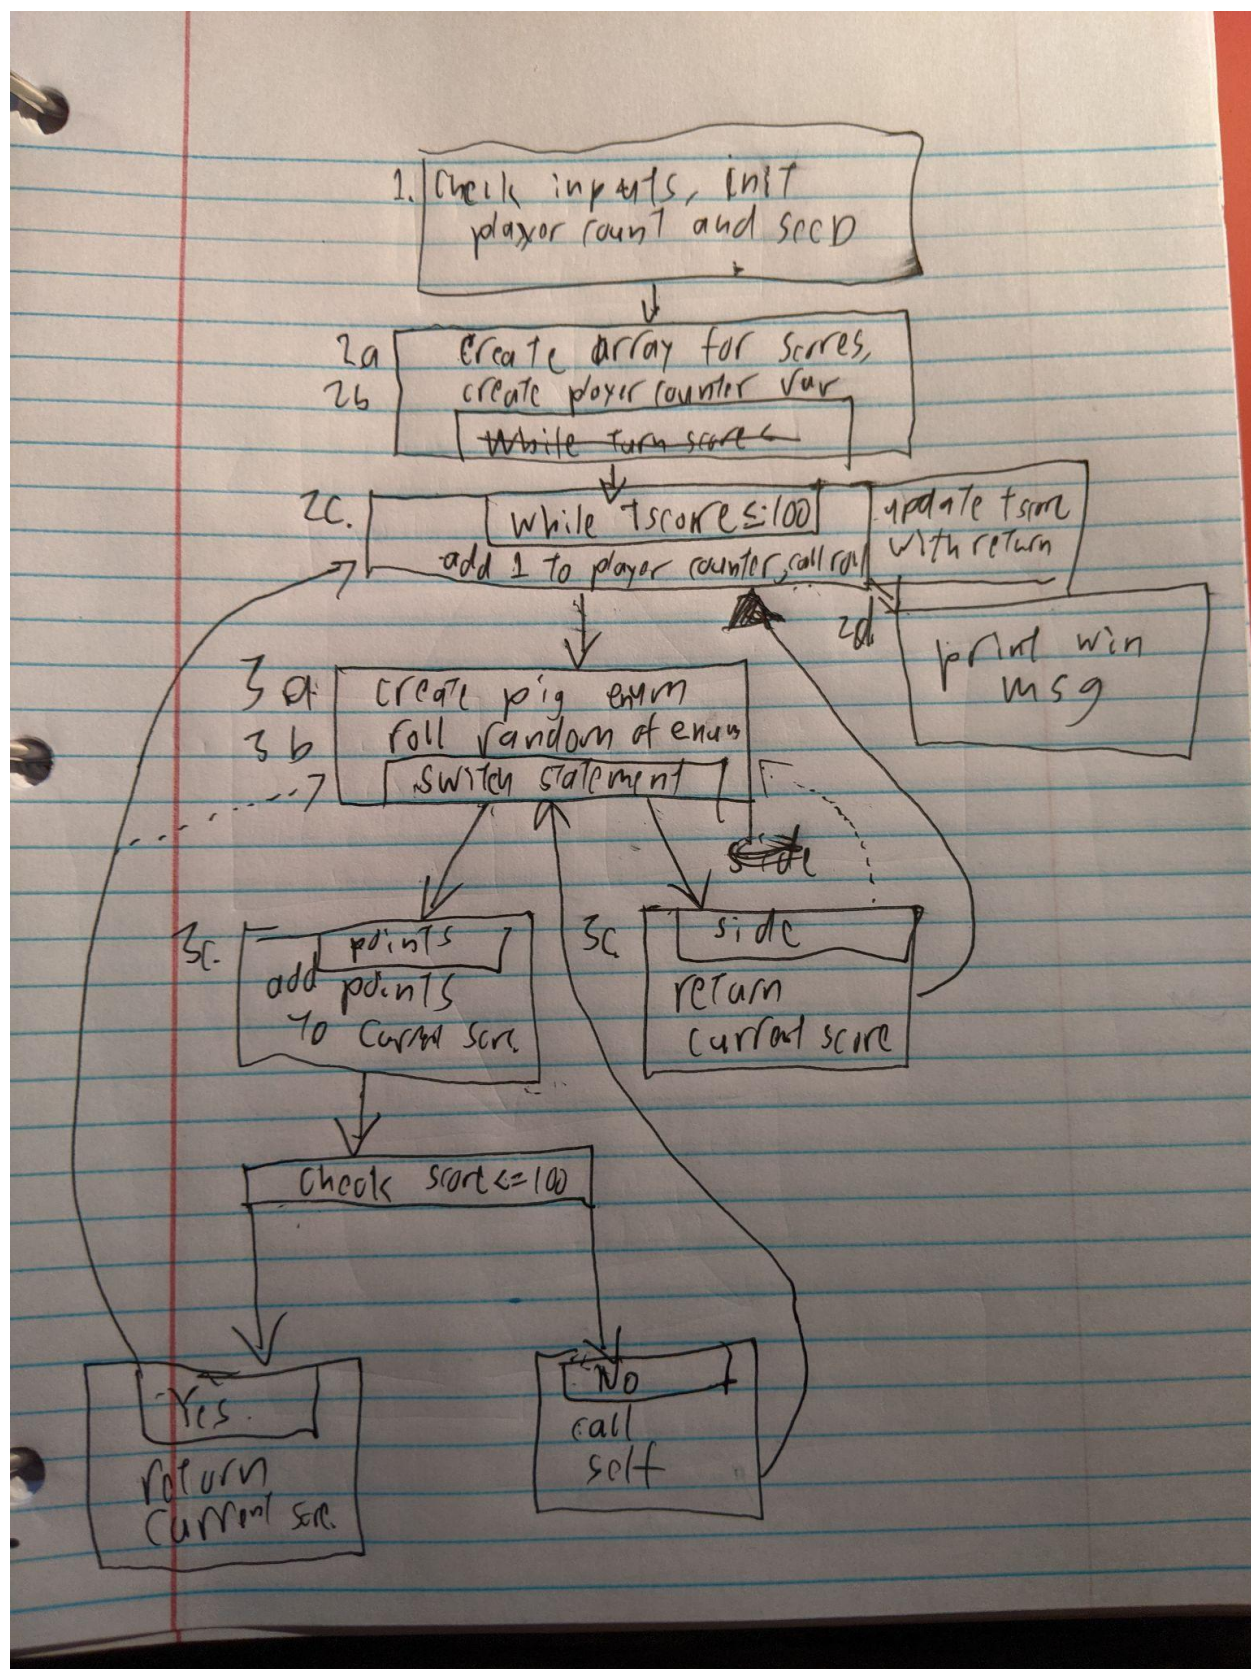 1. Check inputs, init
player count and seed
2a create array for scores,
2b create player counter var
While turn score <
2c. while tscore ≤ 100
add 1 to player counter, call roll
update tscore
with return
2d.
print win
msg
3a. create pig enum
3b roll random of enum
switch statement
side
3c. points
add points
to current score
3c. side
return
current score
check score <= 100
Yes.
return
current score.
No
call
self